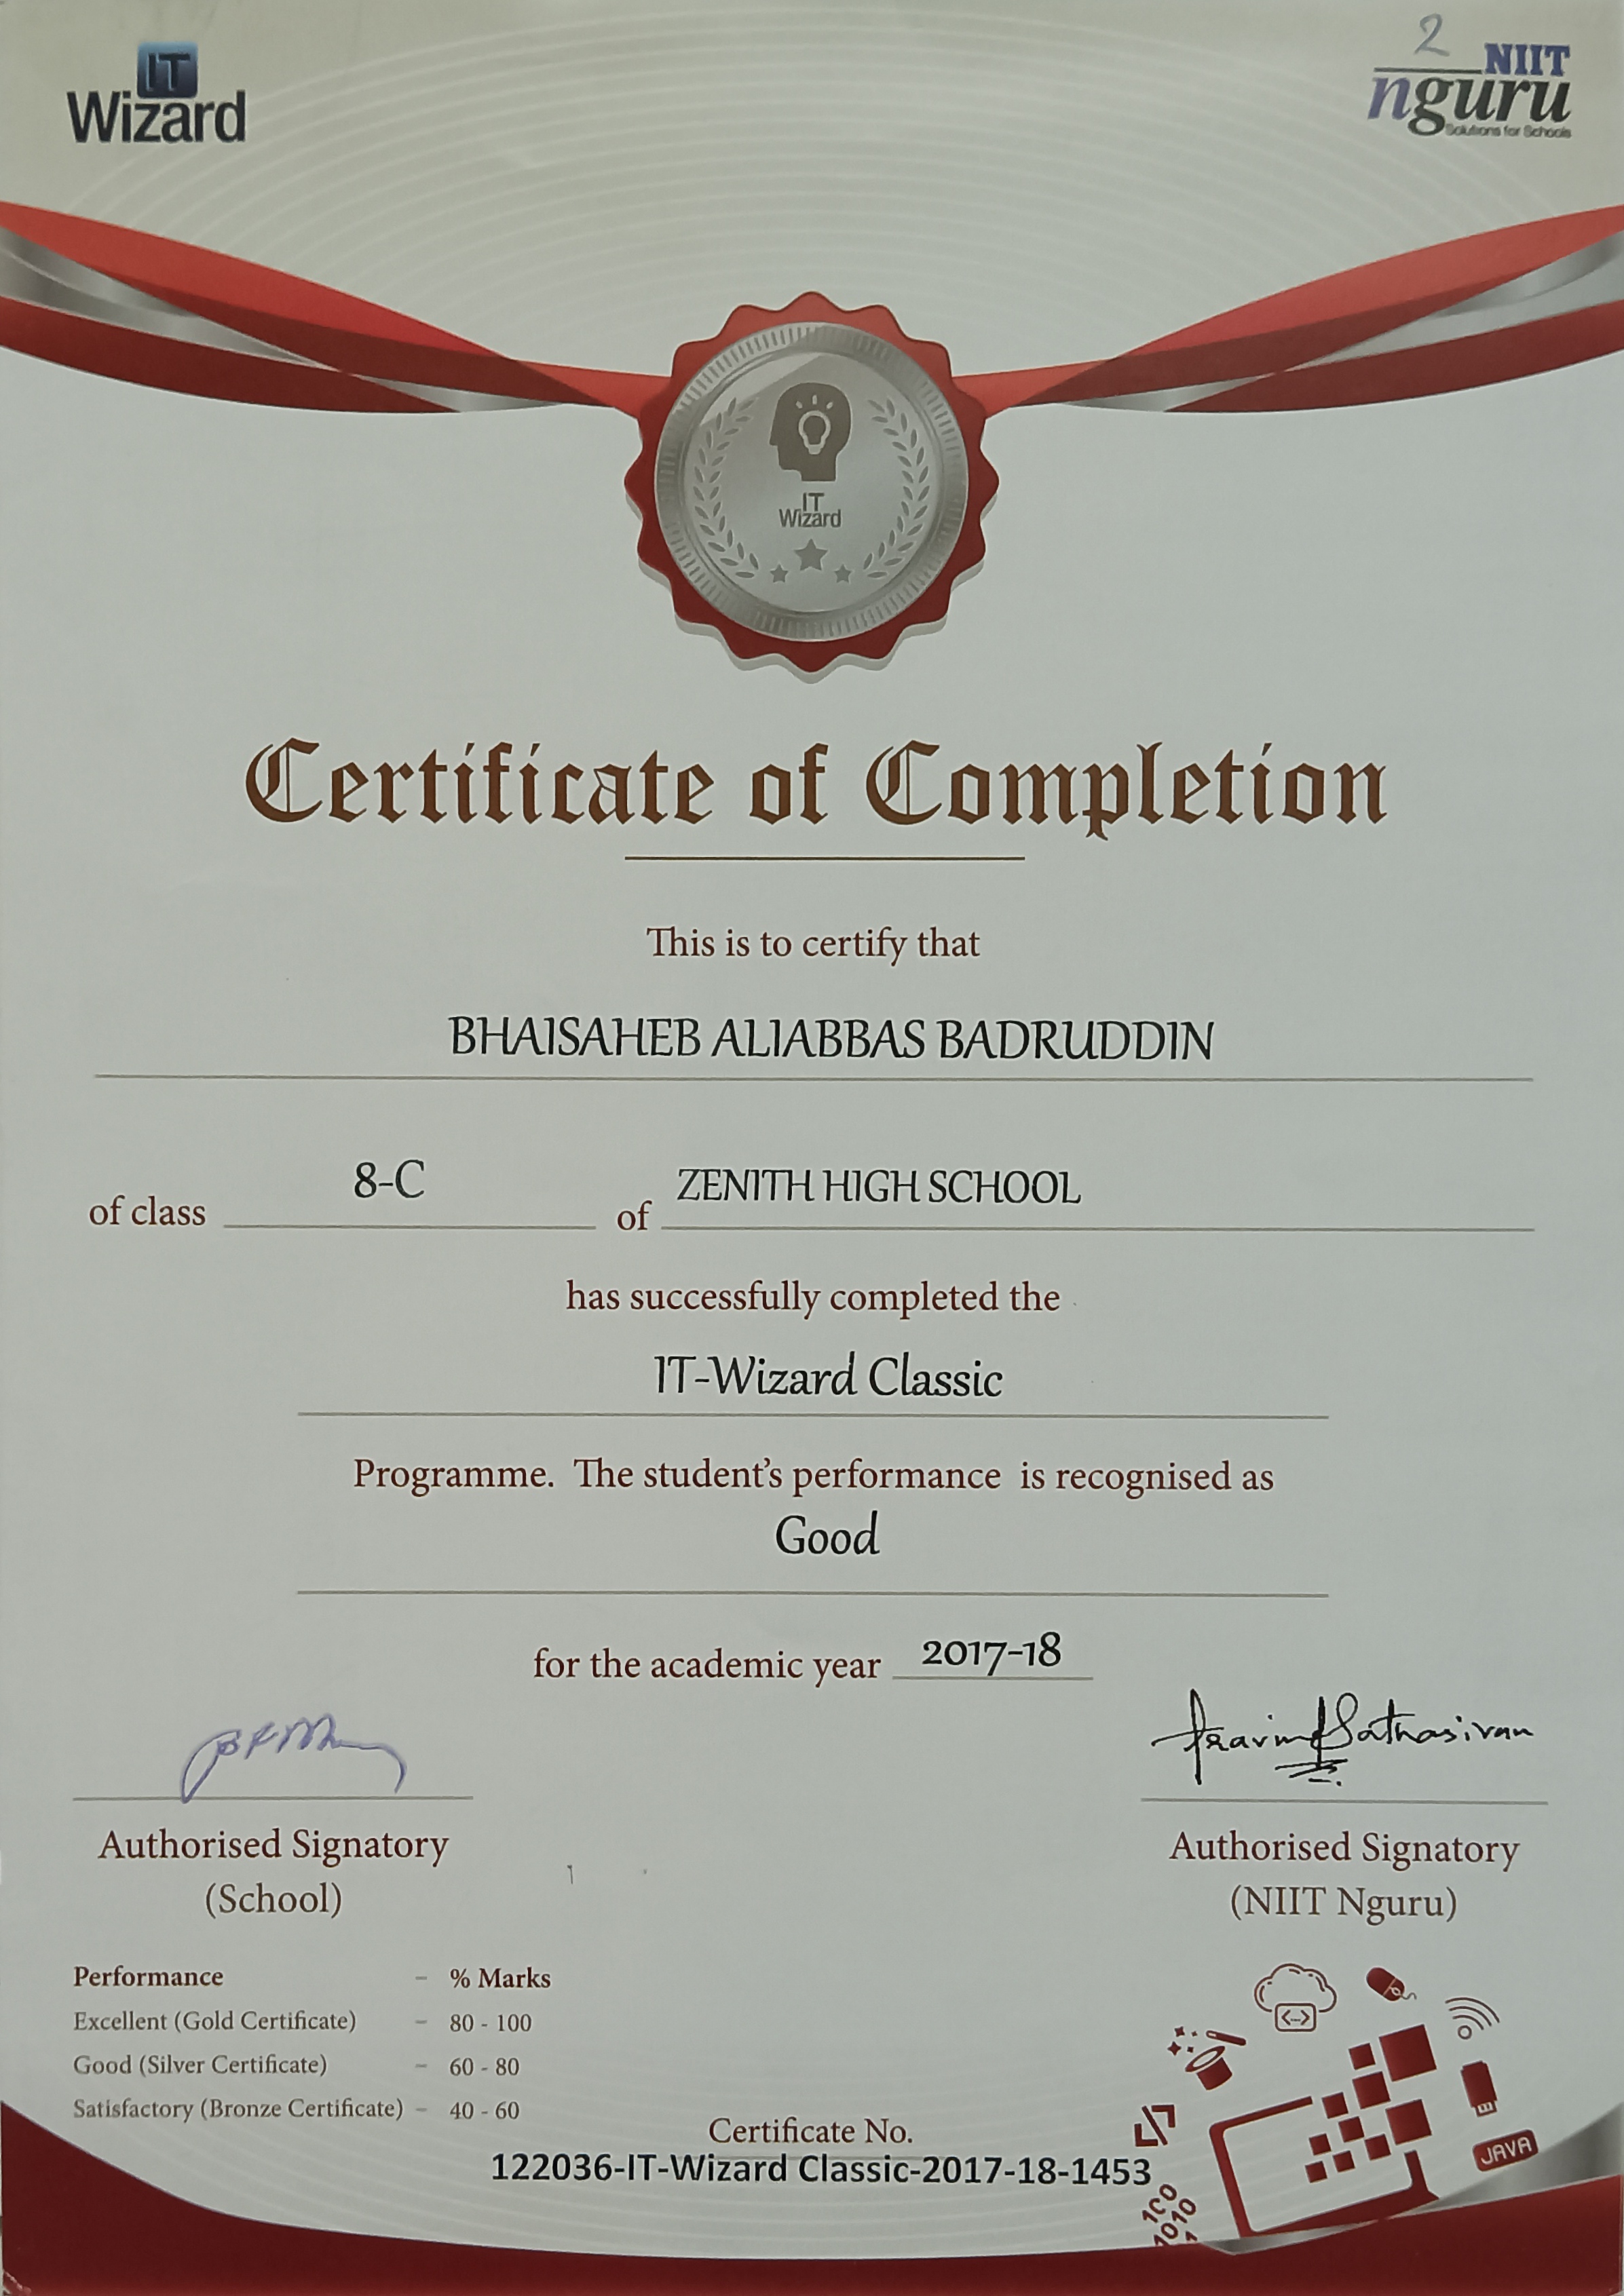 IT
Wizard
2
NIIT
nguru
Solutions for Schools
IT
Wizard
Certificate of Completion
This is to certify that
BHAISAHEB ALIABBAS BADRUDDIN
of class 8-C of ZENITH HIGH SCHOOL
has successfully completed the
IT-Wizard Classic
Programme. The student's performance is recognised as
Good
for the academic year 2017-18
Authorised Signatory
(School)
Authorised Signatory
(NIIT Nguru)
Performance - % Marks
Excellent (Gold Certificate) - 80 - 100
Good (Silver Certificate) - 60 - 80
Satisfactory (Bronze Certificate) - 40 - 60
Certificate No.
122036-IT-Wizard Classic-2017-18-1453
JAVA